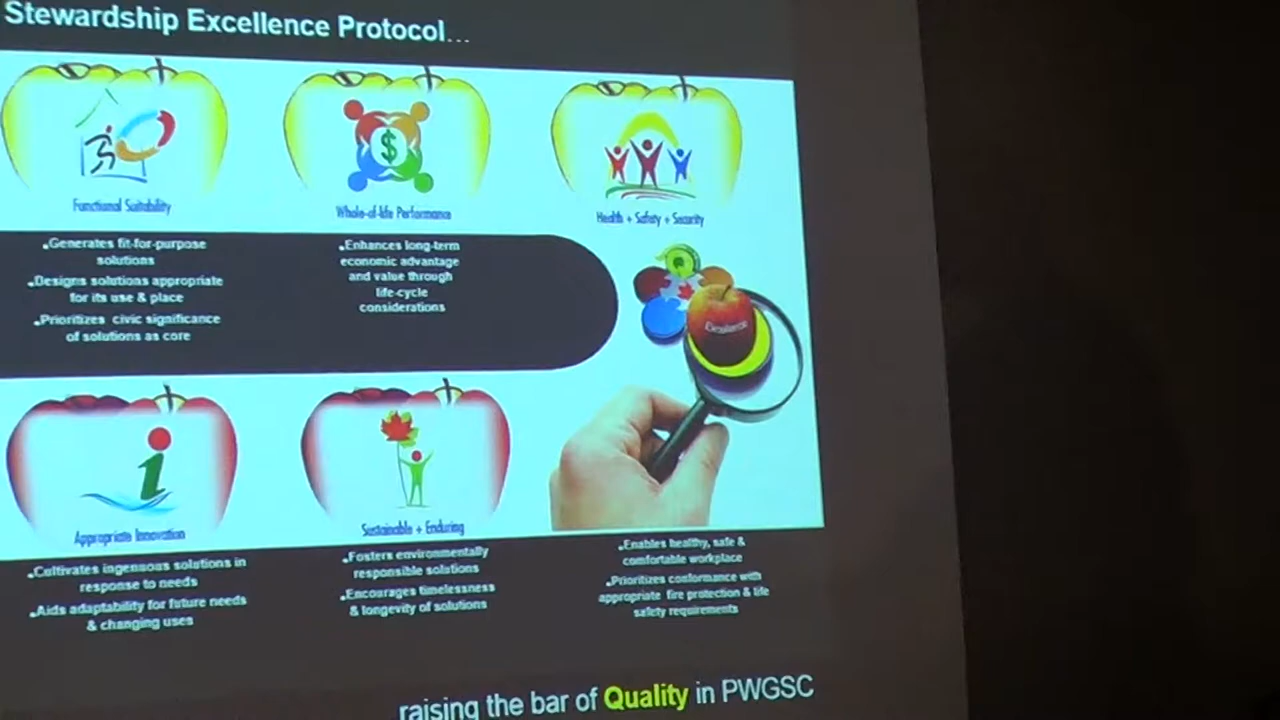 Stewardship Excellence Protocol...
Functional Suitability
Whole-of-life Performance
Health + Safety + Security
•Generates fit-for-purpose
solutions
•Designs solutions appropriate
for its use & place
•Prioritizes civic significance
of solutions as core
•Enhances long-term
economic advantage
and value through
life-cycle
considerations
$
Excellence
i
Appropriate Innovation
Sustainable + Enduring
•Cultivates ingenuous solutions in
response to needs
•Aids adaptability for future needs
& changing uses
•Fosters environmentally
responsible solutions
•Encourages timelessness
& longevity of solutions
•Enables healthy, safe &
comfortable workplace
•Prioritizes conformance with
appropriate fire protection & life
safety requirements
raising the bar of Quality in PWGSC